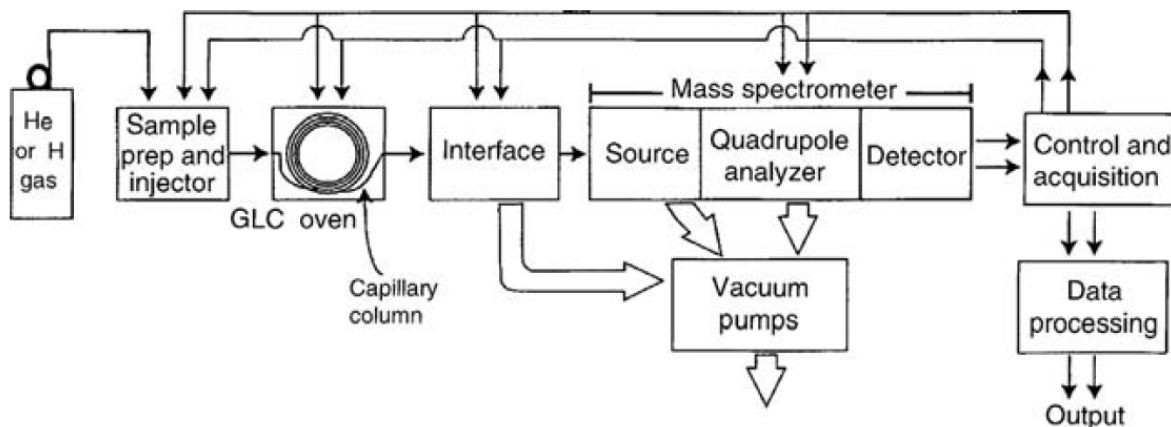 He
or H
gas
Sample
prep and
injector
GLC oven
Capillary
column
Interface
Mass spectrometer
Source
Quadrupole
analyzer
Detector
Control and
acquisition
Vacuum
pumps
Data
processing
Output